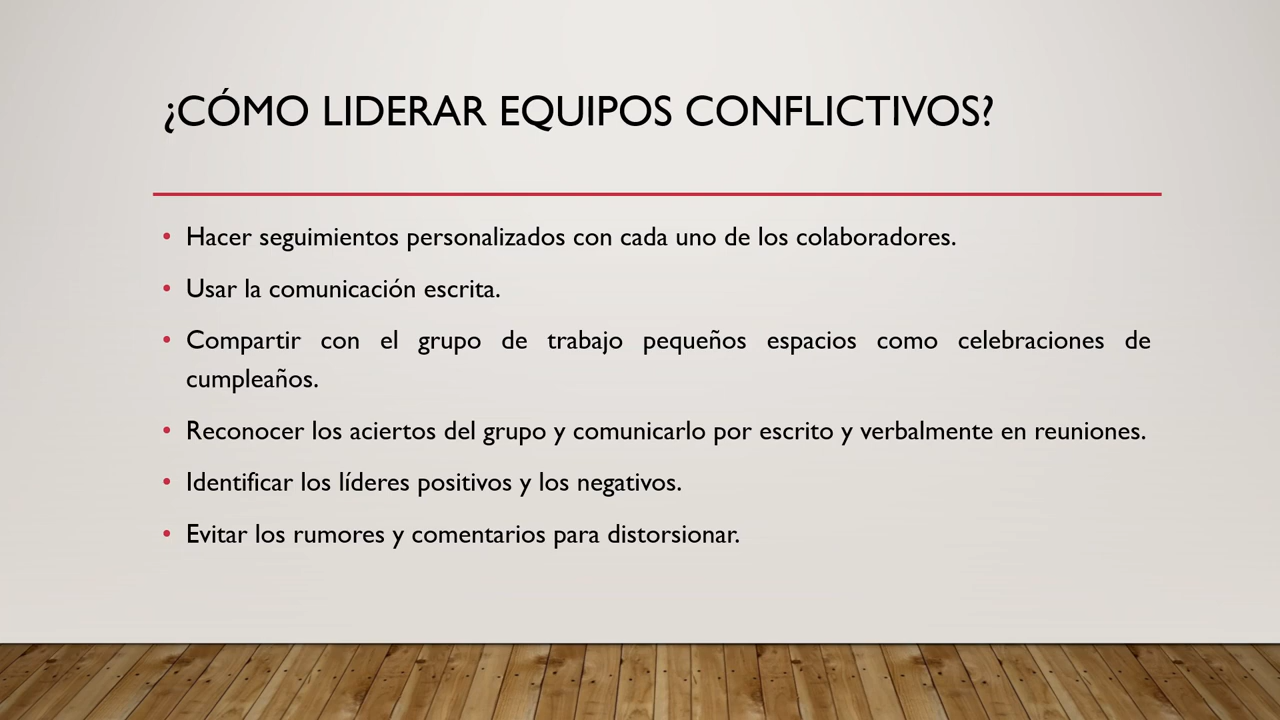 ¿CÓMO LIDERAR EQUIPOS CONFLICTIVOS?
• Hacer seguimientos personalizados con cada uno de los colaboradores.
• Usar la comunicación escrita.
• Compartir con el grupo de trabajo pequeños espacios como celebraciones de
cumpleaños.
• Reconocer los aciertos del grupo y comunicarlo por escrito y verbalmente en reuniones.
• Identificar los líderes positivos y los negativos.
• Evitar los rumores y comentarios para distorsionar.